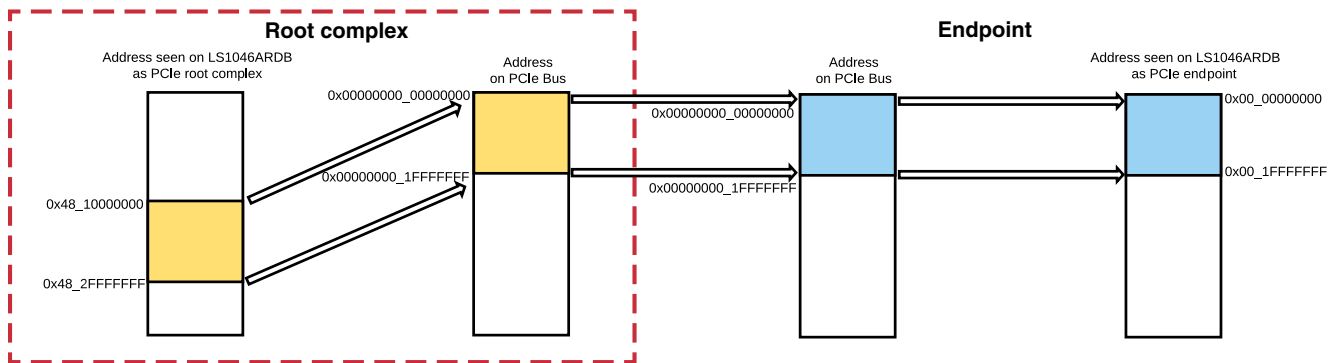 Root complex
Endpoint
Address seen on LS1046ARDB
as PCIe root complex
Address
on PCIe Bus
Address
on PCIe Bus
Address seen on LS1046ARDB
as PCIe endpoint
0x00000000_00000000
0x00000000_00000000
0x00_00000000
0x00000000_1FFFFFFF
0x00000000_1FFFFFFF
0x00_1FFFFFFF
0x48_10000000
0x48_2FFFFFFF